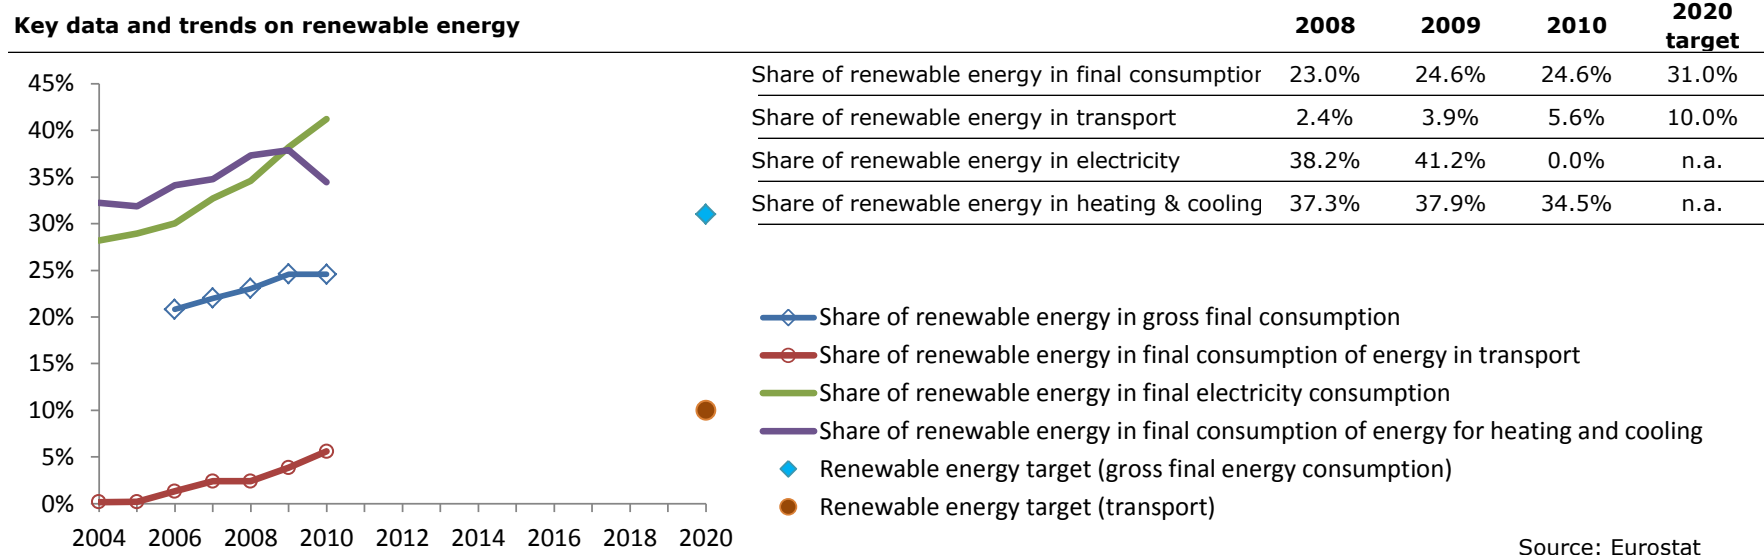 Key data and trends on renewable energy 2008 2009 2010 2020 target
Share of renewable energy in final consumption 23.0% 24.6% 24.6% 31.0%
Share of renewable energy in transport 2.4% 3.9% 5.6% 10.0%
Share of renewable energy in electricity 38.2% 41.2% 0.0% n.a.
Share of renewable energy in heating & cooling 37.3% 37.9% 34.5% n.a.
45%
40%
35%
30%
25%
20%
15%
10%
5%
0%
2004 2006 2008 2010 2012 2014 2016 2018 2020
Share of renewable energy in gross final consumption
Share of renewable energy in final consumption of energy in transport
Share of renewable energy in final electricity consumption
Share of renewable energy in final consumption of energy for heating and cooling
Renewable energy target (gross final energy consumption)
Renewable energy target (transport)
Source: Eurostat